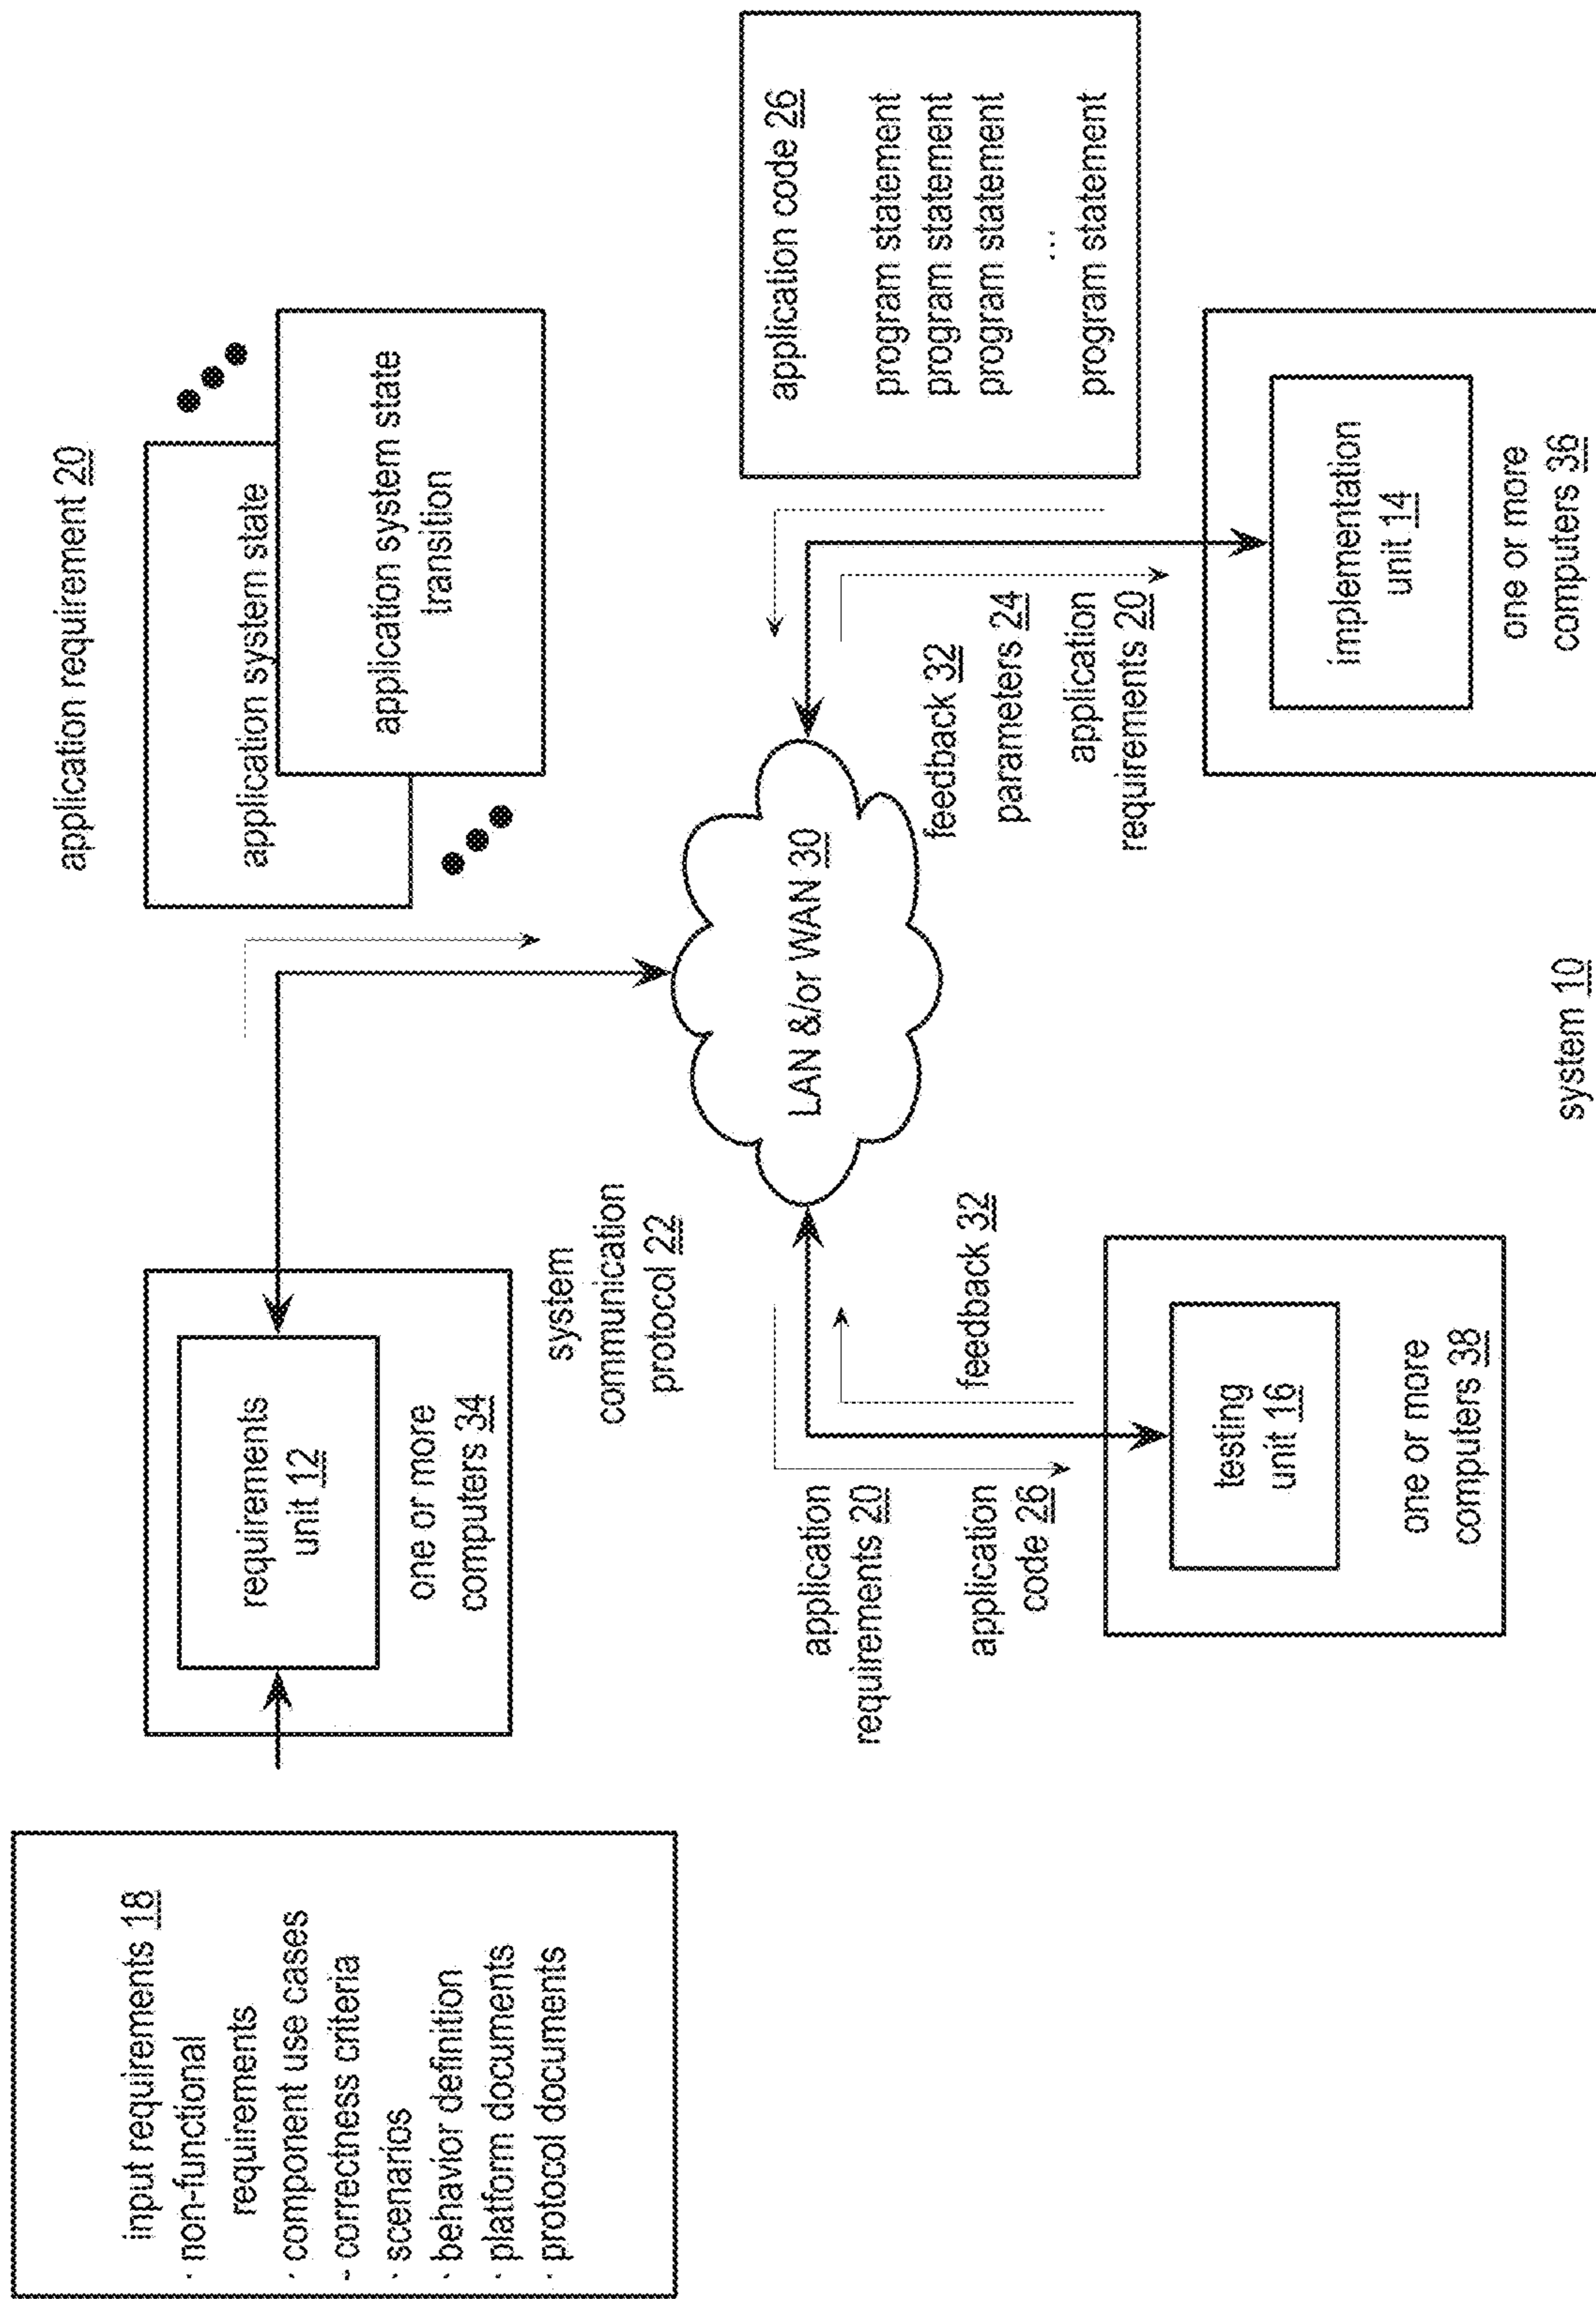 input requirements 18
· non-functional
requirements
· component use cases
- correctness criteria
· scenarios
· behavior definition
· platform documents
· protocol documents
requirements
unit 12
one or more
computers 34
system
communication
protocol 22
application requirement 20
application system state
application system state
transition
LAN &/or WAN 30
application
requirements 20
application
code 26
feedback 32
testing
unit 16
one or more
computers 38
feedback 32
parameters 24
application
requirements 20
application code 26
program statement
program statement
program statement
...
program statement
implementation
unit 14
one or more
computers 36
system 10